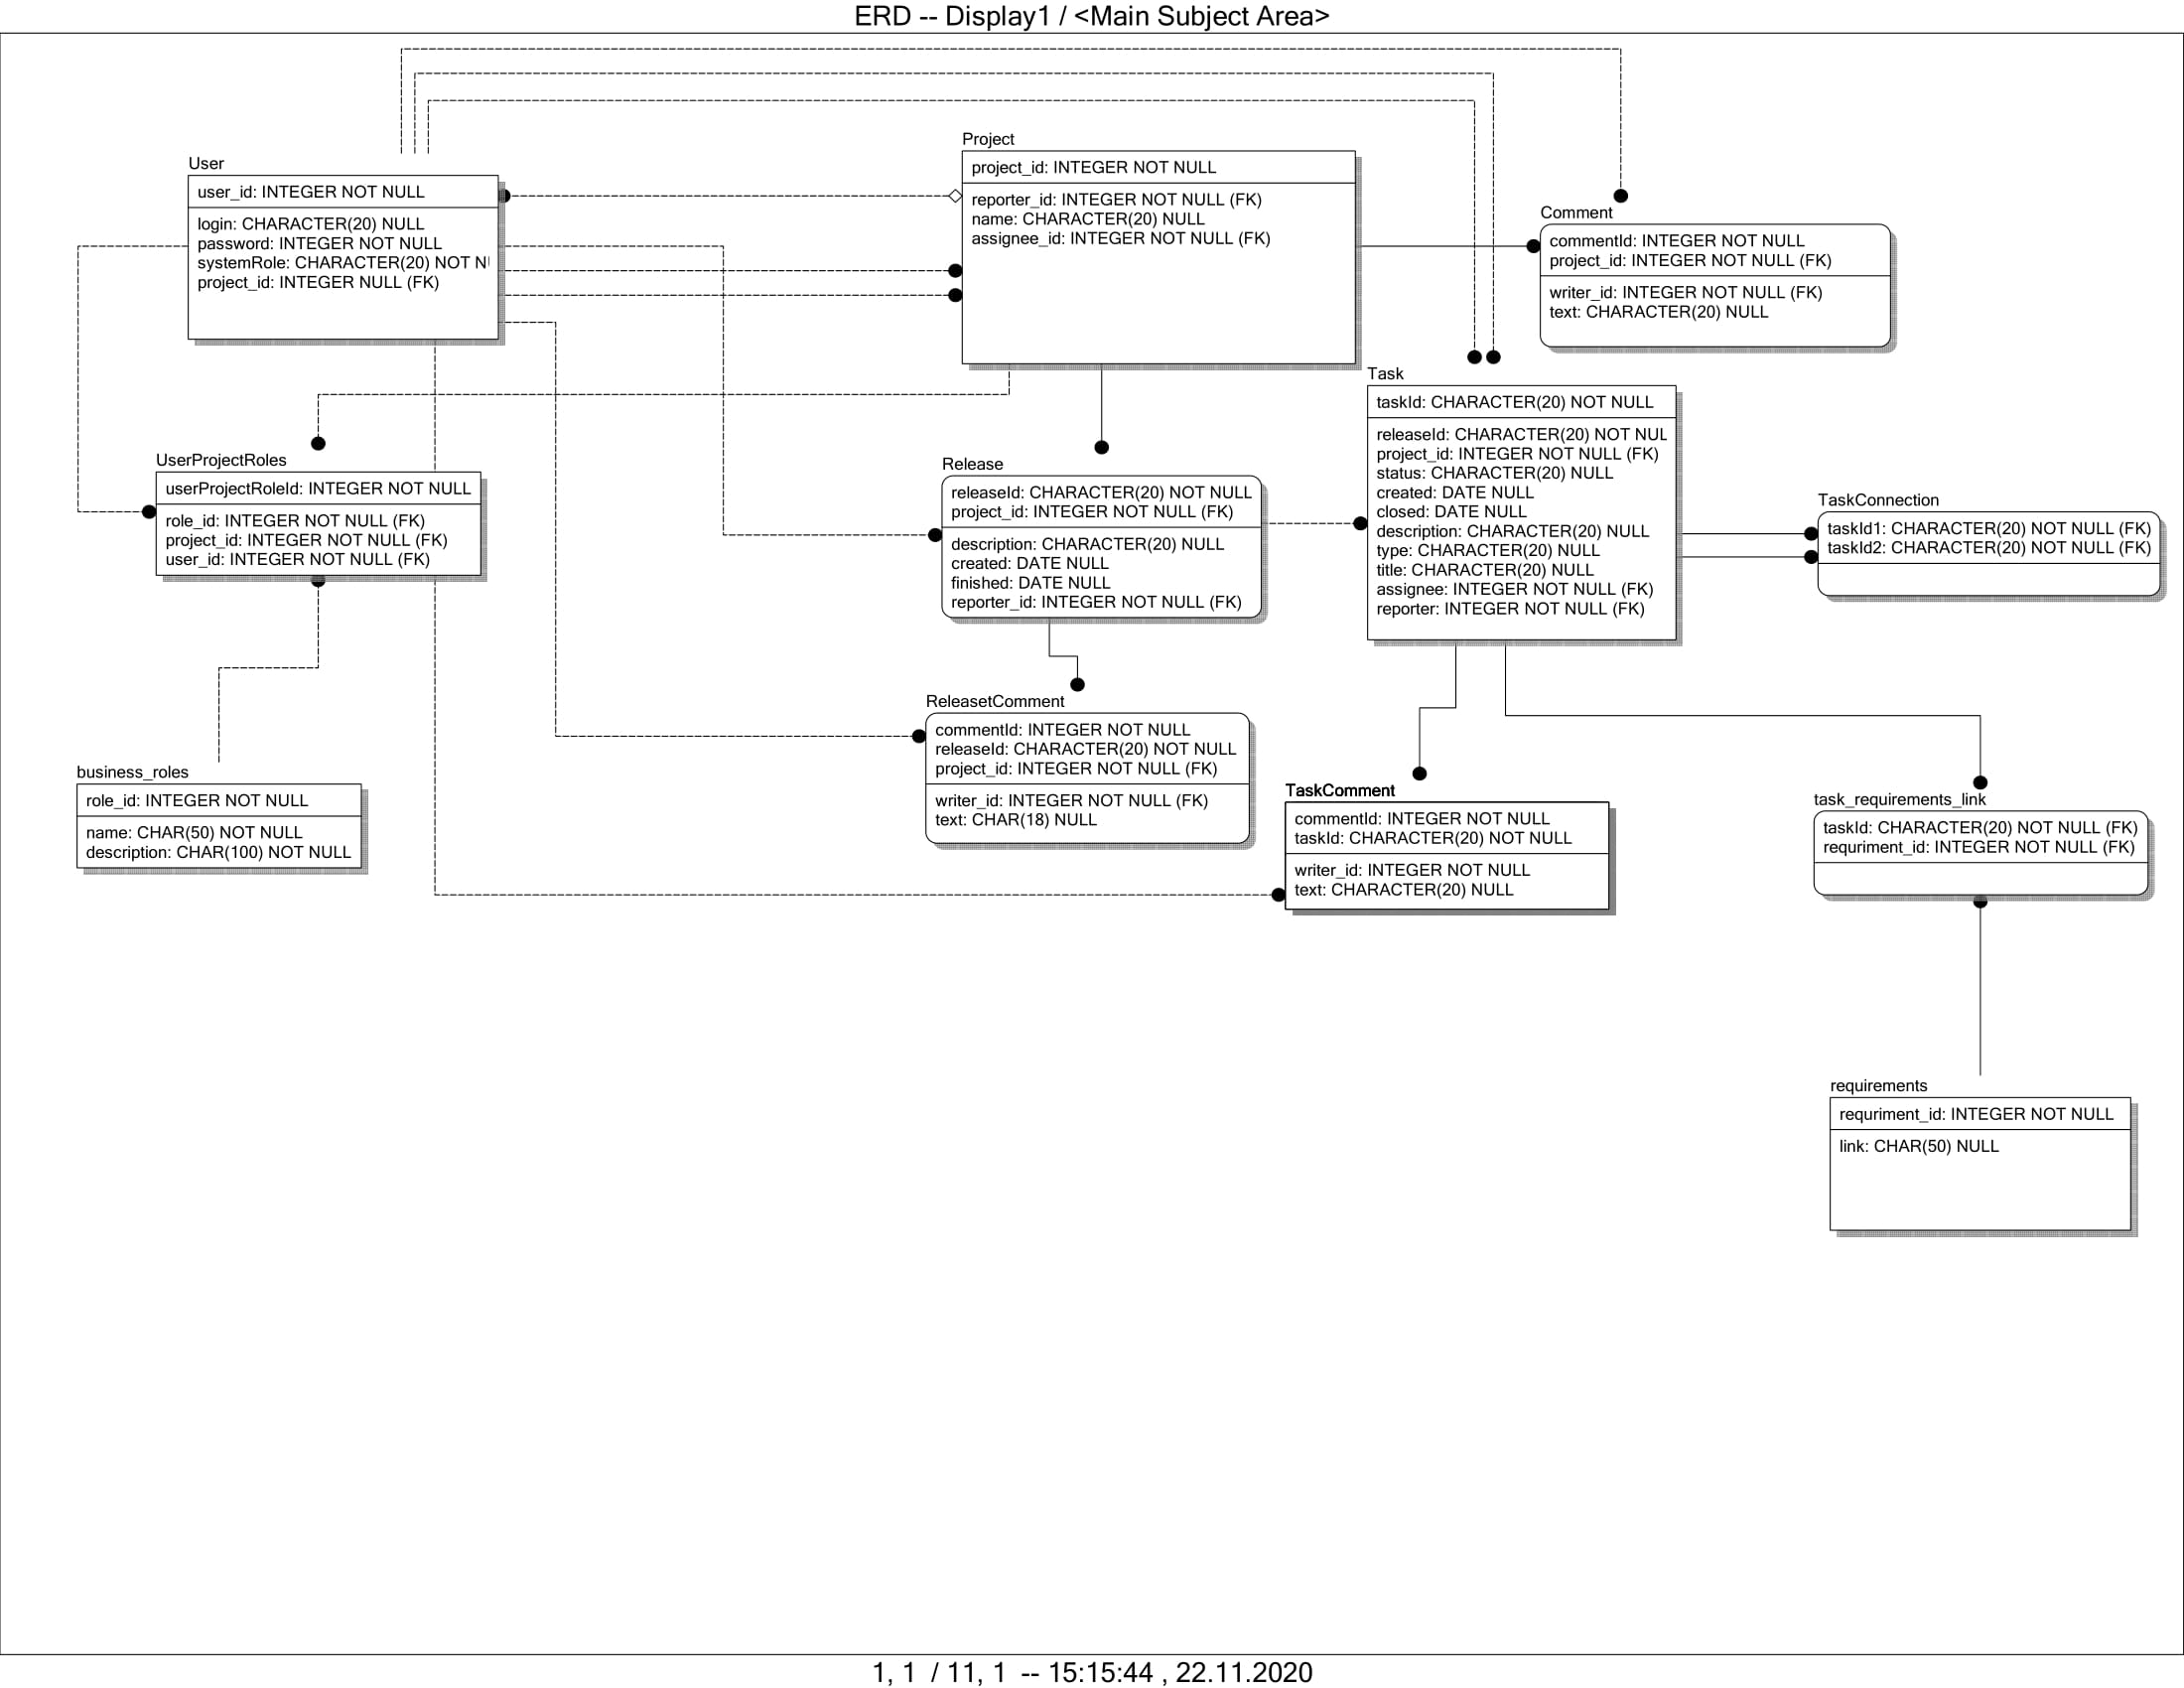 ERD -- Display1 / <Main Subject Area>
User
user_id: INTEGER NOT NULL
login: CHARACTER(20) NULL
password: INTEGER NOT NULL
systemRole: CHARACTER(20) NOT N
project_id: INTEGER NULL (FK)
Project
project_id: INTEGER NOT NULL
reporter_id: INTEGER NOT NULL (FK)
name: CHARACTER(20) NULL
assignee_id: INTEGER NOT NULL (FK)
Comment
commentId: INTEGER NOT NULL
project_id: INTEGER NOT NULL (FK)
writer_id: INTEGER NOT NULL (FK)
text: CHARACTER(20) NULL
UserProjectRoles
userProjectRoleId: INTEGER NOT NULL
role_id: INTEGER NOT NULL (FK)
project_id: INTEGER NOT NULL (FK)
user_id: INTEGER NOT NULL (FK)
Release
releaseId: CHARACTER(20) NOT NULL
project_id: INTEGER NOT NULL (FK)
description: CHARACTER(20) NULL
created: DATE NULL
finished: DATE NULL
reporter_id: INTEGER NOT NULL (FK)
Task
taskId: CHARACTER(20) NOT NULL
releaseId: CHARACTER(20) NOT NUL
project_id: INTEGER NOT NULL (FK)
status: CHARACTER(20) NULL
created: DATE NULL
closed: DATE NULL
description: CHARACTER(20) NULL
type: CHARACTER(20) NULL
title: CHARACTER(20) NULL
assignee: INTEGER NOT NULL (FK)
reporter: INTEGER NOT NULL (FK)
TaskConnection
taskId1: CHARACTER(20) NOT NULL (FK)
taskId2: CHARACTER(20) NOT NULL (FK)
business_roles
role_id: INTEGER NOT NULL
name: CHAR(50) NOT NULL
description: CHAR(100) NOT NULL
ReleasetComment
commentId: INTEGER NOT NULL
releaseId: CHARACTER(20) NOT NULL
project_id: INTEGER NOT NULL (FK)
writer_id: INTEGER NOT NULL (FK)
text: CHAR(18) NULL
TaskComment
commentId: INTEGER NOT NULL
taskId: CHARACTER(20) NOT NULL
writer_id: INTEGER NOT NULL
text: CHARACTER(20) NULL
task_requirements_link
taskId: CHARACTER(20) NOT NULL (FK)
requriment_id: INTEGER NOT NULL (FK)
requirements
requriment_id: INTEGER NOT NULL
link: CHAR(50) NULL
1, 1 / 11, 1 -- 15:15:44 , 22.11.2020